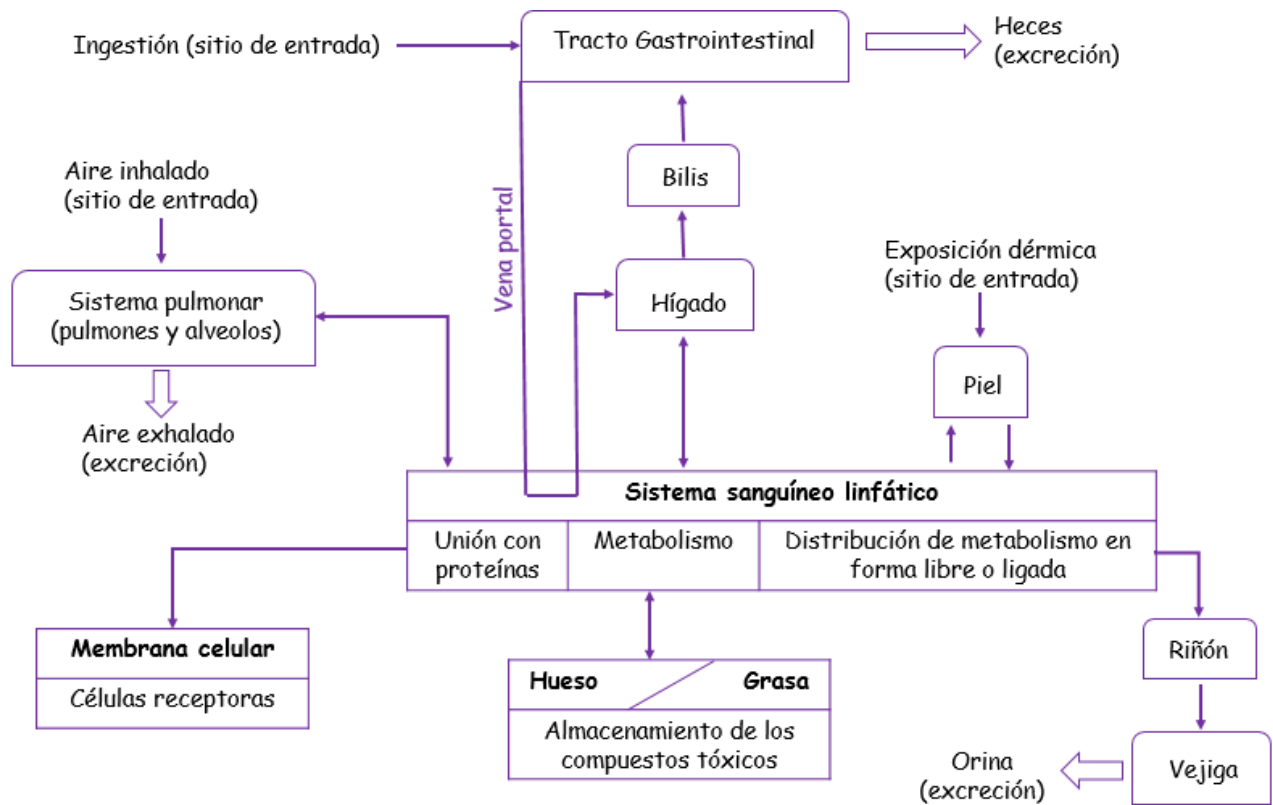 Ingestión (sitio de entrada)
Tracto Gastrointestinal
Heces
(excreción)
Aire inhalado
(sitio de entrada)
Bilis
Vena portal
Exposición dérmica
(sitio de entrada)
Sistema pulmonar
(pulmones y alveolos)
Hígado
Piel
Aire exhalado
(excreción)
Sistema sanguíneo linfático
Unión con
proteínas
Metabolismo
Distribución de metabolismo en
forma libre o ligada
Membrana celular
Células receptoras
Hueso
Grasa
Almacenamiento de los
compuestos tóxicos
Riñón
Vejiga
Orina
(excreción)